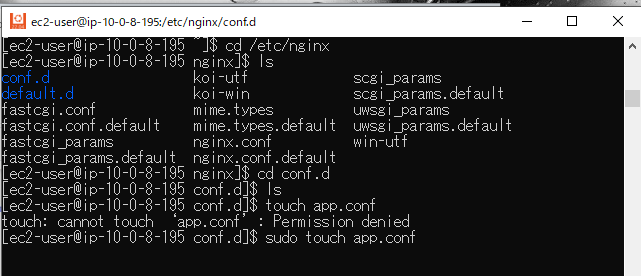 ec2-user@ip-10-0-8-195:/etc/nginx/conf.d
[ec2-user@ip-10-0-8-195 ~]$ cd /etc/nginx
[ec2-user@ip-10-0-8-195 nginx]$ ls
conf.d koi-utf scgi_params
default.d koi-win scgi_params.default
fastcgi.conf mime.types uwsgi_params
fastcgi.conf.default mime.types.default uwsgi_params.default
fastcgi_params nginx.conf win-utf
fastcgi_params.default nginx.conf.default
[ec2-user@ip-10-0-8-195 nginx]$ cd conf.d
[ec2-user@ip-10-0-8-195 conf.d]$ ls
[ec2-user@ip-10-0-8-195 conf.d]$ touch app.conf
touch: cannot touch ‘app.conf’: Permission denied
[ec2-user@ip-10-0-8-195 conf.d]$ sudo touch app.conf